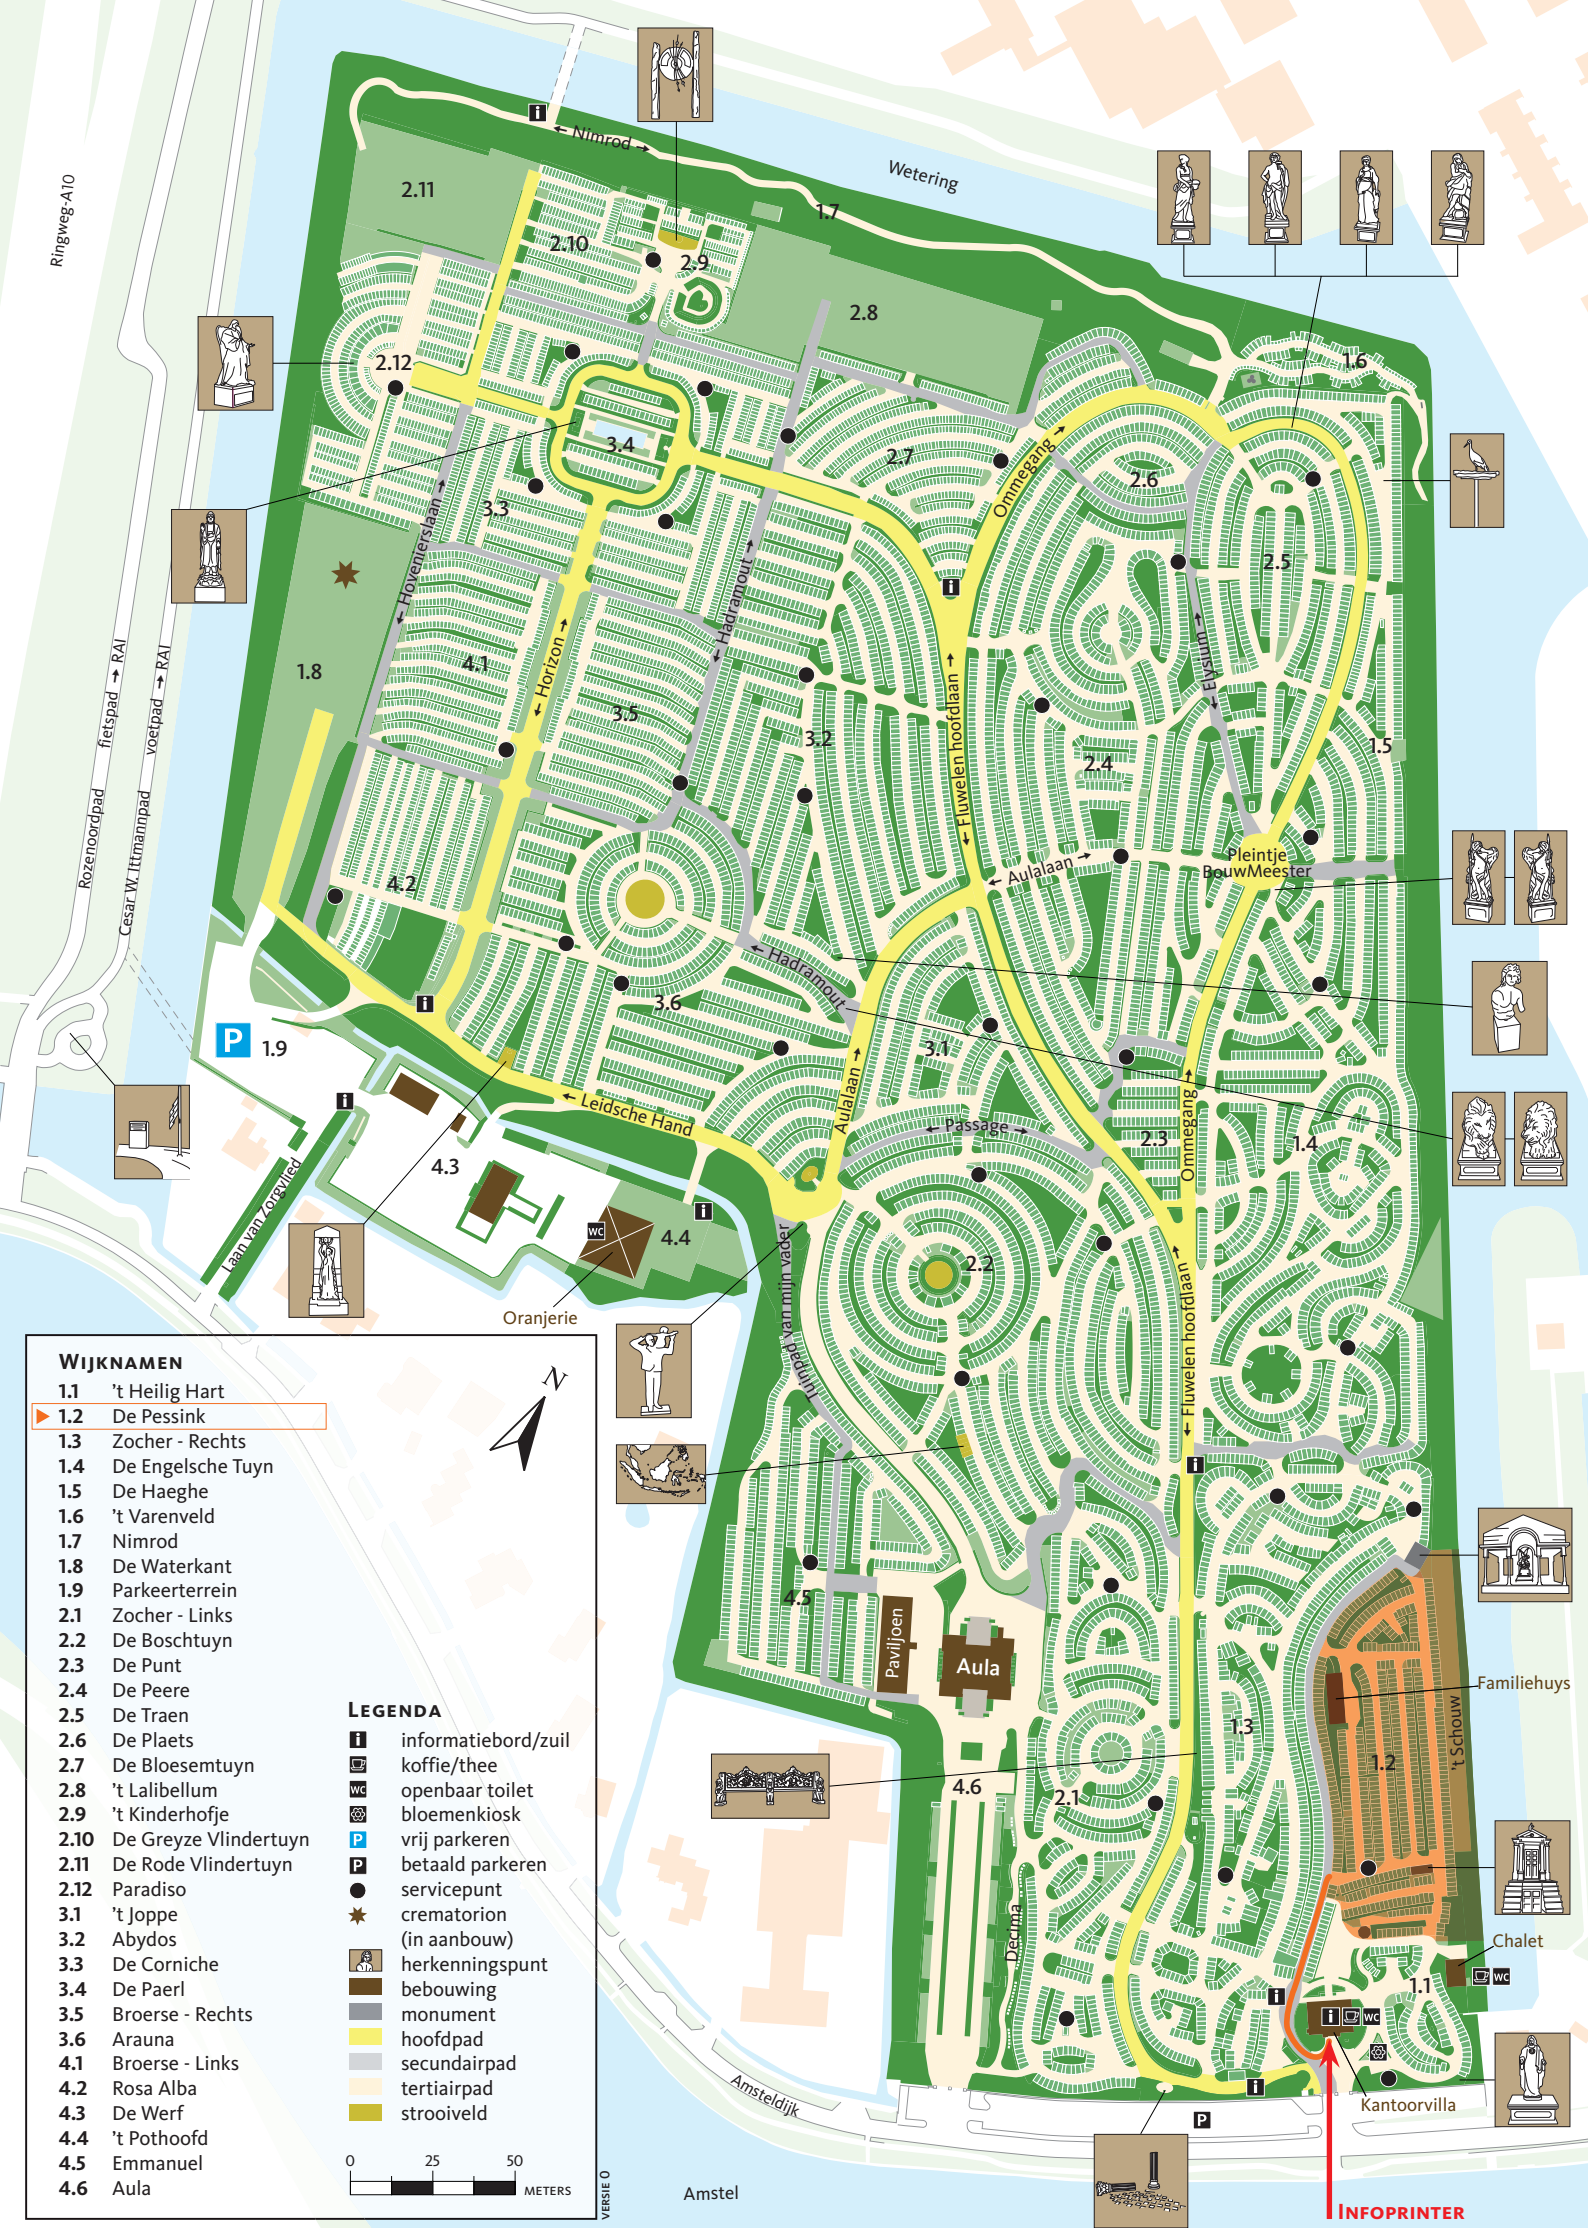 Nimrod
Wetering
Ringweg-A10
2.11
1.7
2.10
2.9
2.8
1.6
2.12
3.4
2.7
Ommegang
2.6
3.3
Hovenierslaan
2.5
Hadramout
Elysium
fietspad → RAI
voetpad → RAI
1.8
4.1
Horizon
3.5
3.2
Fluwelen hoofdlaan
2.4
1.5
Rozenoordpad
Cesar W. Ittmannpad
4.2
Aulalaan
Pleintje
BouwMeester
Hadramout
3.6
3.1
P
1.9
Leidsche Hand
Aulalaan
Passage
2.3
Ommegang
1.4
4.3
Laan van Zorgvlied
WC
4.4
Oranjerie
Tuinpad van mijn vader
2.2
Fluwelen hoofdlaan
N
WIJKNAMEN
1.1 't Heilig Hart
1.2 De Pessink
1.3 Zocher - Rechts
1.4 De Engelsche Tuyn
1.5 De Haeghe
1.6 't Varenveld
1.7 Nimrod
1.8 De Waterkant
1.9 Parkeerterrein
2.1 Zocher - Links
2.2 De Boschtuyn
2.3 De Punt
2.4 De Peere
2.5 De Traen
2.6 De Plaets
2.7 De Bloesemtuyn
2.8 't Lalibellum
2.9 't Kinderhofje
2.10 De Greyze Vlindertuyn
2.11 De Rode Vlindertuyn
2.12 Paradiso
3.1 't Joppe
3.2 Abydos
3.3 De Corniche
3.4 De Paerl
3.5 Broerse - Rechts
3.6 Arauna
4.1 Broerse - Links
4.2 Rosa Alba
4.3 De Werf
4.4 't Pothoofd
4.5 Emmanuel
4.6 Aula
LEGENDA
i informatiebord/zuil
koffie/thee
WC openbaar toilet
bloemenkiosk
P vrij parkeren
P betaald parkeren
servicepunt
crematorion
(in aanbouw)
herkenningspunt
bebouwing
monument
hoofdpad
secundairpad
tertiairpad
strooiveld
0 25 50
METERS
VERSIE O
4.5
Paviljoen
Aula
4.6
2.1
Decima
1.3
1.2
't Schouw
Familiehuys
Chalet
WC
1.1
i WC
Kantoorvilla
Amsteldijk
P
Amstel
INFOPRINTER